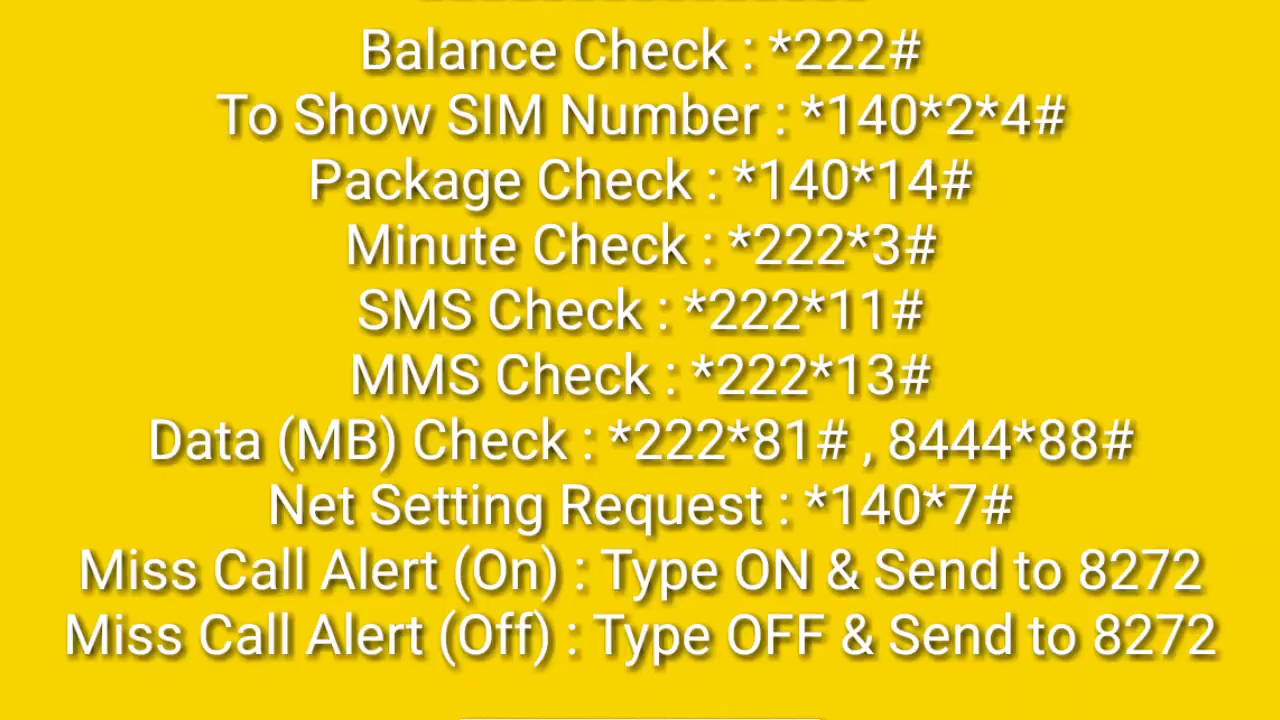 Balance Check : *222#
To Show SIM Number : *140*2*4#
Package Check : *140*14#
Minute Check : *222*3#
SMS Check : *222*11#
MMS Check : *222*13#
Data (MB) Check : *222*81# , 8444*88#
Net Setting Request : *140*7#
Miss Call Alert (On) : Type ON & Send to 8272
Miss Call Alert (Off) : Type OFF & Send to 8272